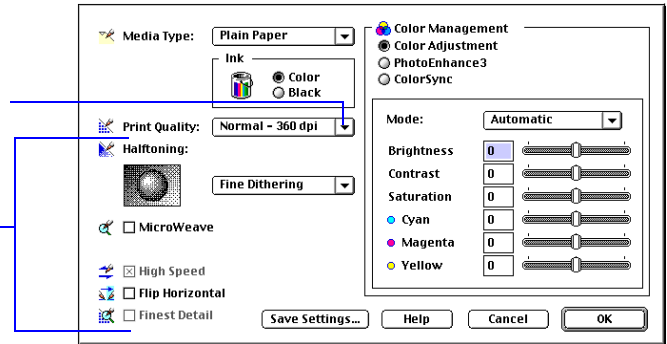 Media Type: Plain Paper
Ink
Color
Black
Print Quality: Normal - 360 dpi
Halftoning:
Fine Dithering
MicroWeave
High Speed
Flip Horizontal
Finest Detail
Color Management
Color Adjustment
PhotoEnhance3
ColorSync
Mode: Automatic
Brightness 0
Contrast 0
Saturation 0
Cyan 0
Magenta 0
Yellow 0
Save Settings... Help Cancel OK